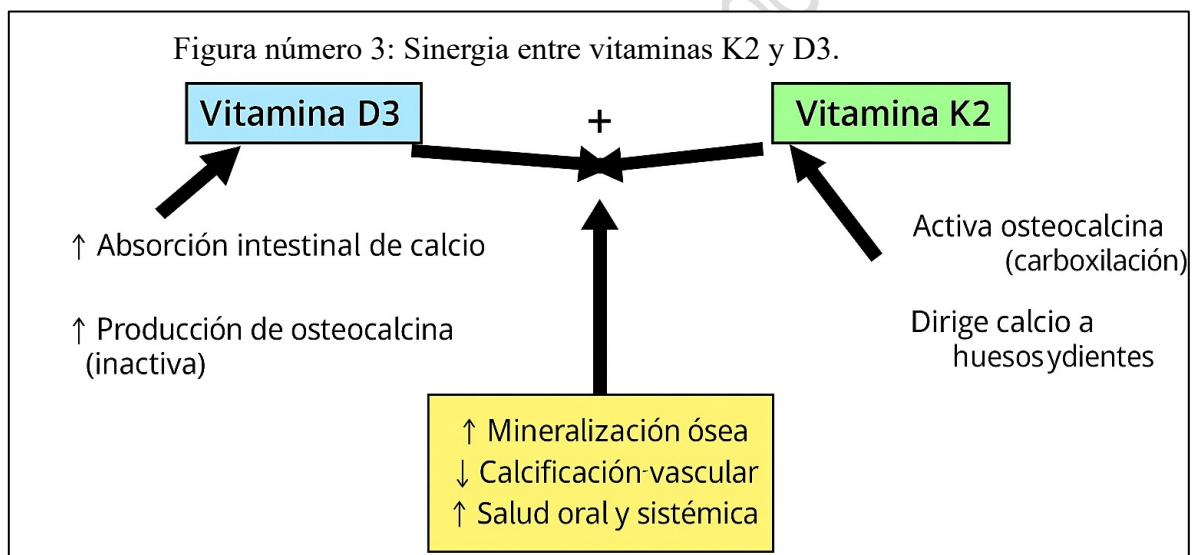 Figura número 3: Sinergia entre vitaminas K2 y D3.
Vitamina D3
+
Vitamina K2
↑ Absorción intestinal de calcio
↑ Producción de osteocalcina
(inactiva)
Activa osteocalcina
(carboxilación)
Dirige calcio a
huesosydientes
↑ Mineralización ósea
↓ Calcificación-vascular
↑ Salud oral y sistémica